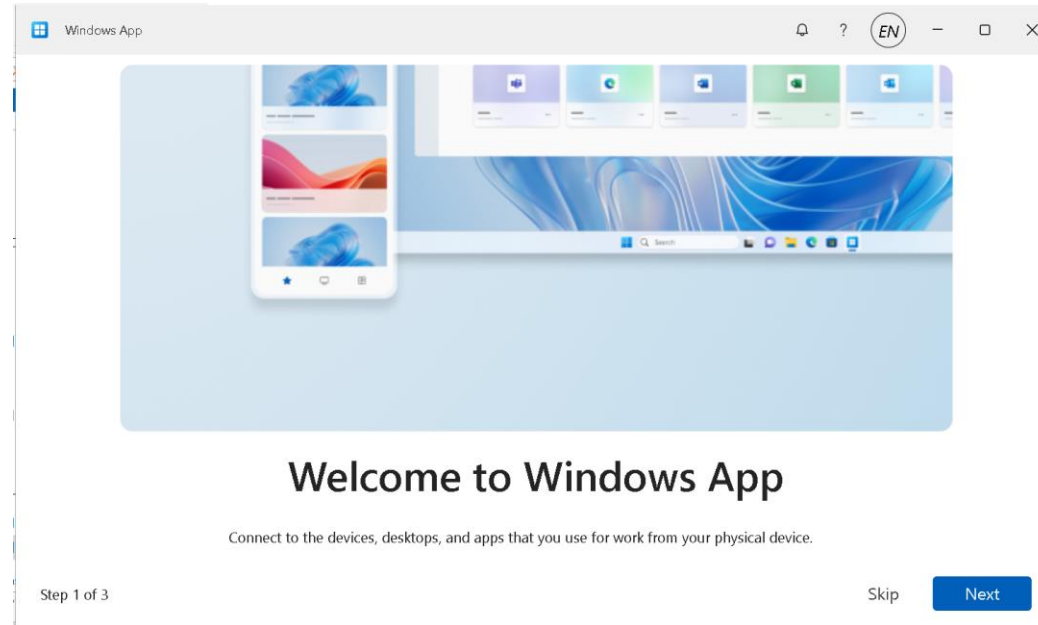 Windows App
? EN
Search
Welcome to Windows App
Connect to the devices, desktops, and apps that you use for work from your physical device.
Step 1 of 3
Skip
Next